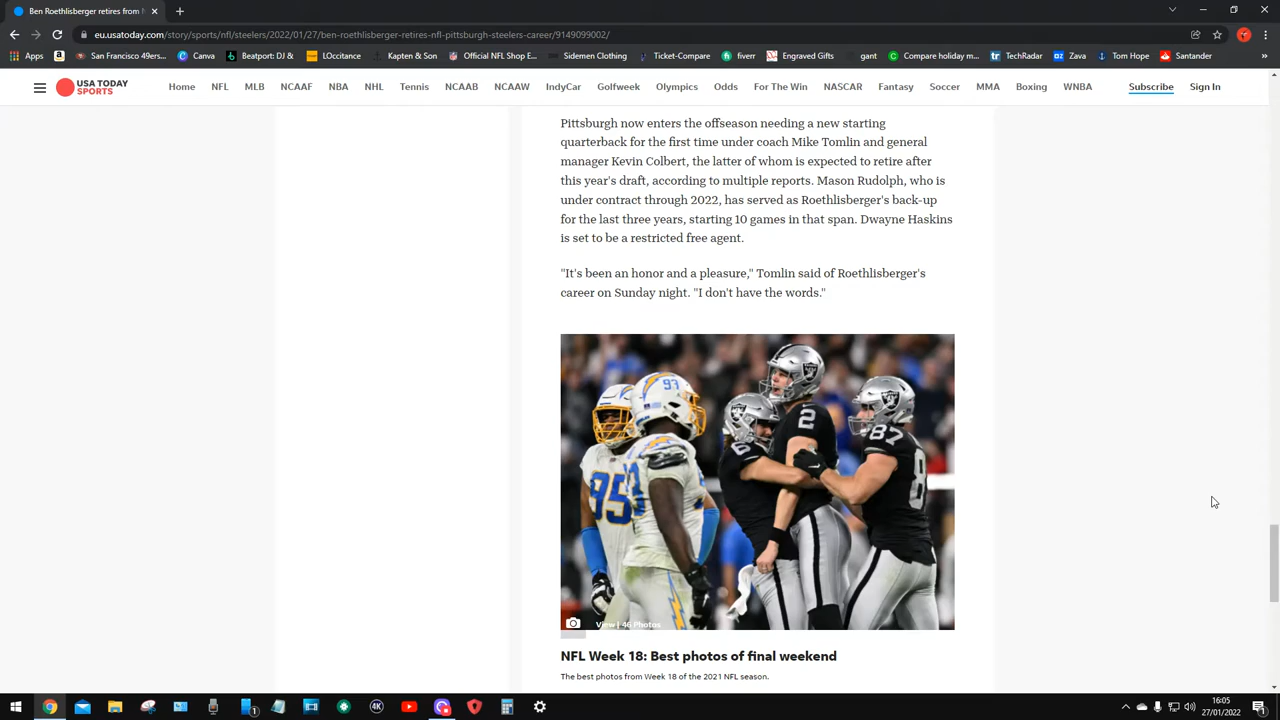 Ben Roethlisberger retires from N
eu.usatoday.com/story/sports/nfl/steelers/2022/01/27/ben-roethlisberger-retires-nfl-pittsburgh-steelers-career/9149099002/
Apps San Francisco 49ers... Canva Beatport: DJ & LOccitance Kapten & Son Official NFL Shop E... Sidemen Clothing Ticket-Compare fiverr Engraved Gifts gant Compare holiday m... TechRadar Zava Tom Hope Santander
USA TODAY
SPORTS
Home NFL MLB NCAAF NBA NHL Tennis NCAAB NCAAW IndyCar Golfweek Olympics Odds For The Win NASCAR Fantasy Soccer MMA Boxing WNBA Subscribe Sign In
Pittsburgh now enters the offseason needing a new starting
quarterback for the first time under coach Mike Tomlin and general
manager Kevin Colbert, the latter of whom is expected to retire after
this year's draft, according to multiple reports. Mason Rudolph, who is
under contract through 2022, has served as Roethlisberger's back-up
for the last three years, starting 10 games in that span. Dwayne Haskins
is set to be a restricted free agent.
"It's been an honor and a pleasure," Tomlin said of Roethlisberger's
career on Sunday night. "I don't have the words."
93
2
6
87
95
View | 46 Photos
NFL Week 18: Best photos of final weekend
The best photos from Week 18 of the 2021 NFL season.
16:05
27/01/2022